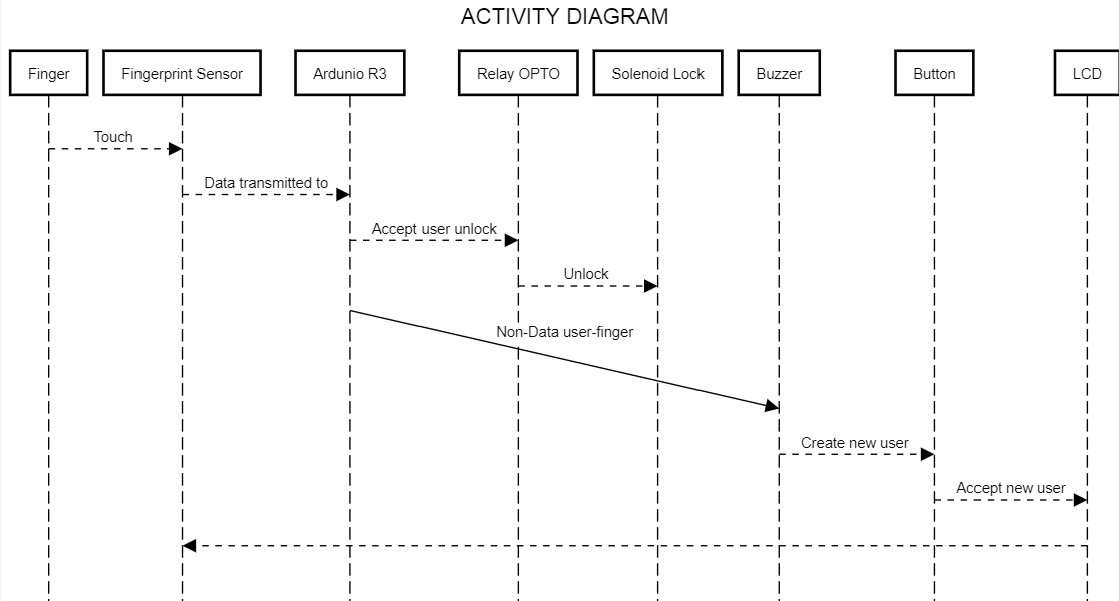 ACTIVITY DIAGRAM
Finger
Fingerprint Sensor
Ardunio R3
Relay OPTO
Solenoid Lock
Buzzer
Button
LCD
Touch
Data transmitted to
Accept user unlock
Unlock
Non-Data user-finger
Create new user
Accept new user